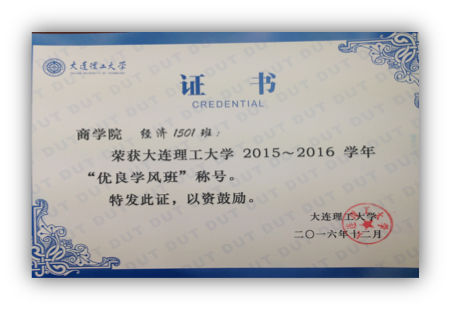 大连理工大学
证 书
CREDENTIAL
商学院 经济1501班：
荣获大连理工大学 2015～2016 学年
“优良学风班”称号。
特发此证，以资鼓励。
大连理工大学
二〇一六年十二月